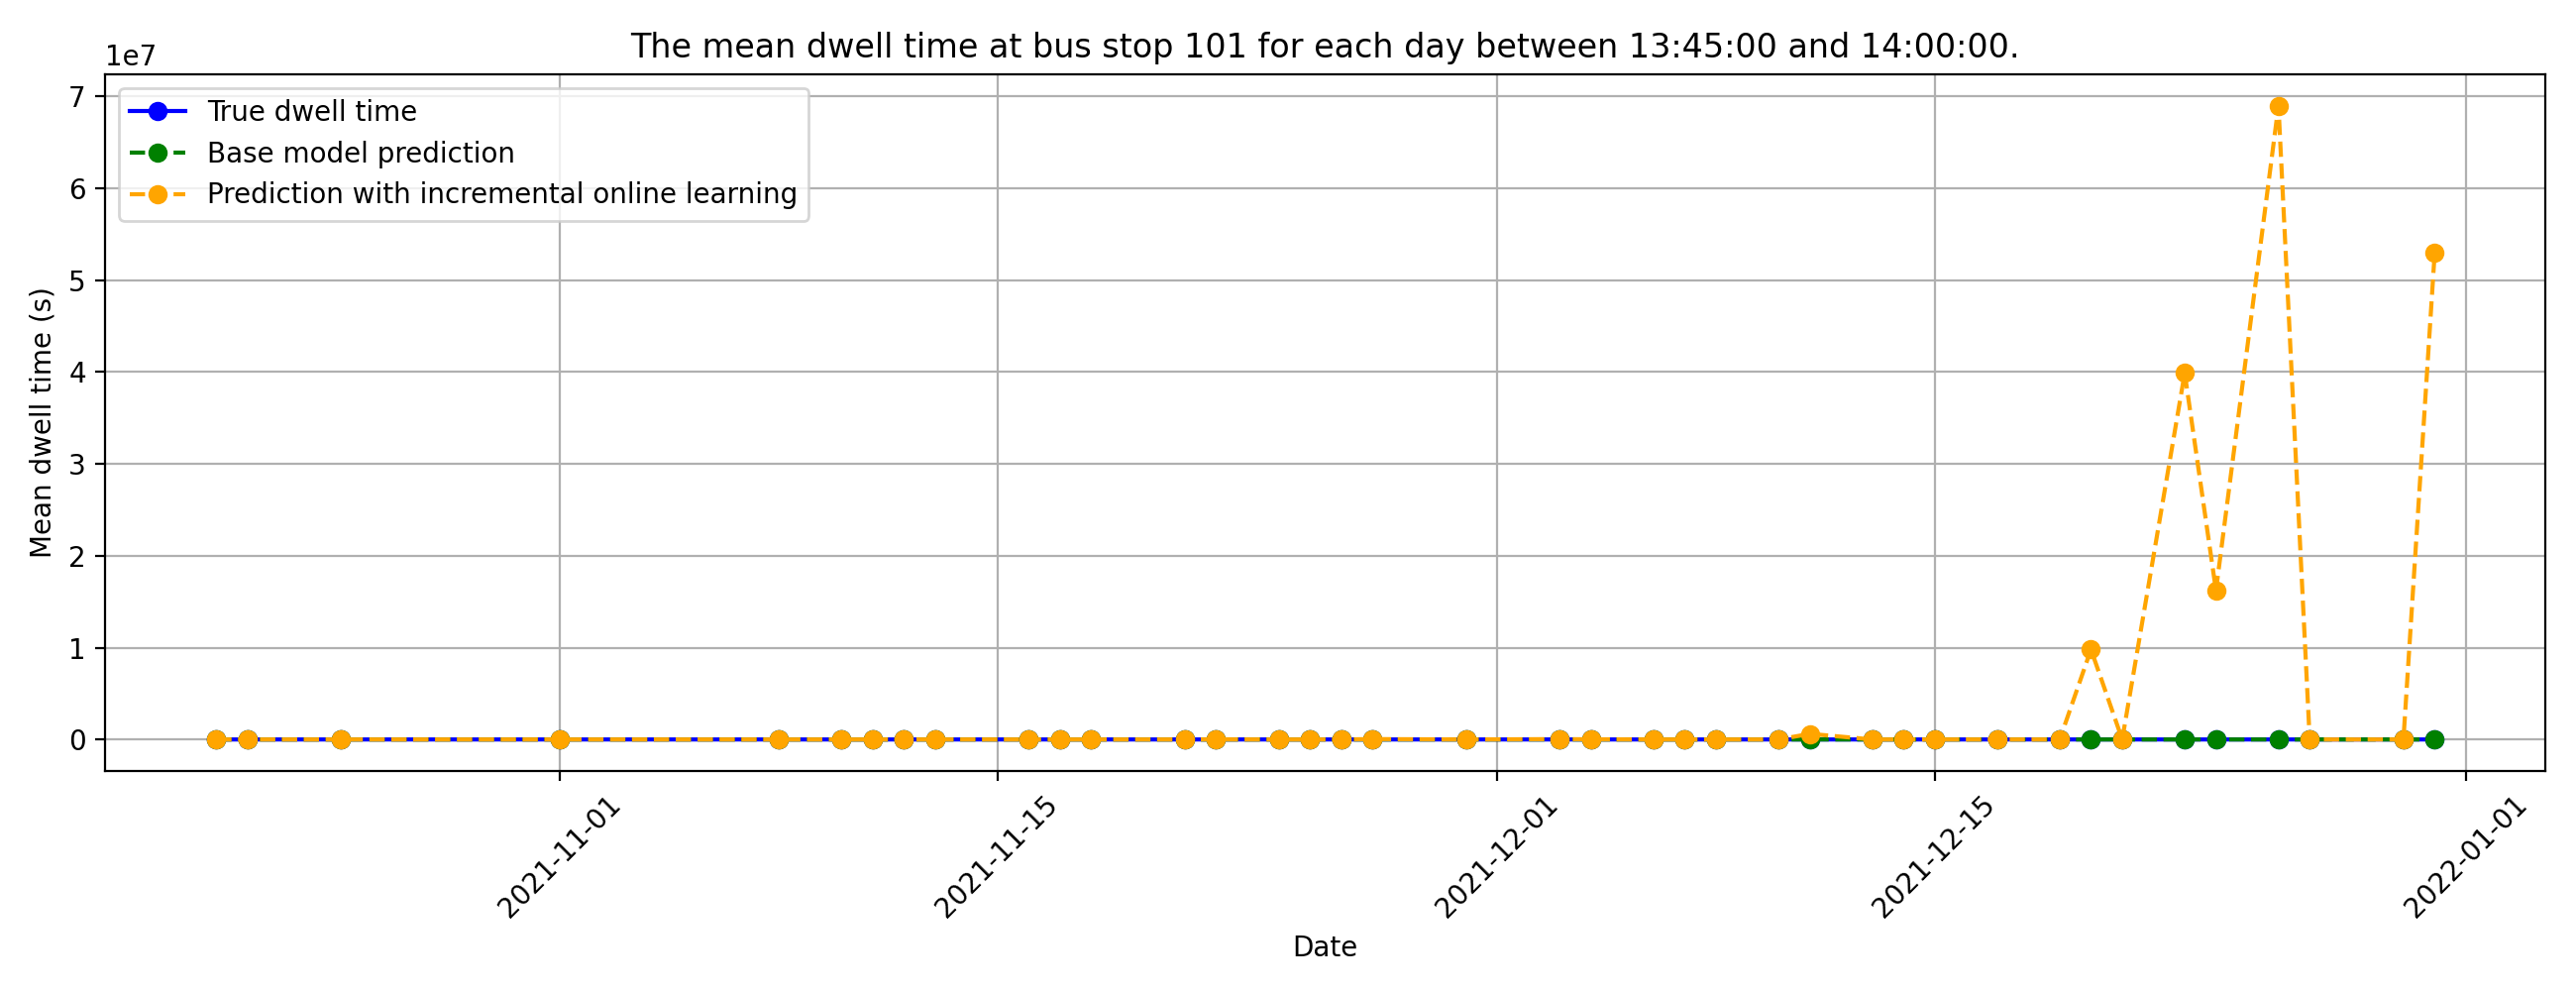 The mean dwell time at bus stop 101 for each day between 13:45:00 and 14:00:00.
1e7
7
6
5
4
3
2
1
0
Mean dwell time (s)
True dwell time
Base model prediction
Prediction with incremental online learning
2021-11-01
2021-11-15
2021-12-01
2021-12-15
2022-01-01
Date